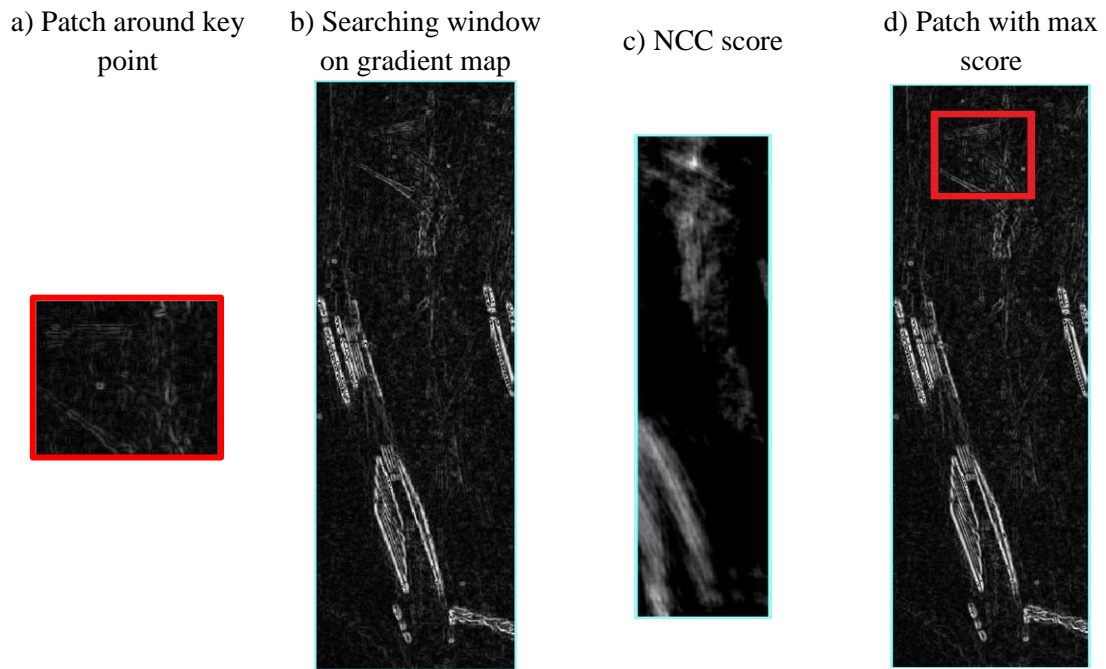 a) Patch around key
point
b) Searching window
on gradient map
c) NCC score
d) Patch with max
score